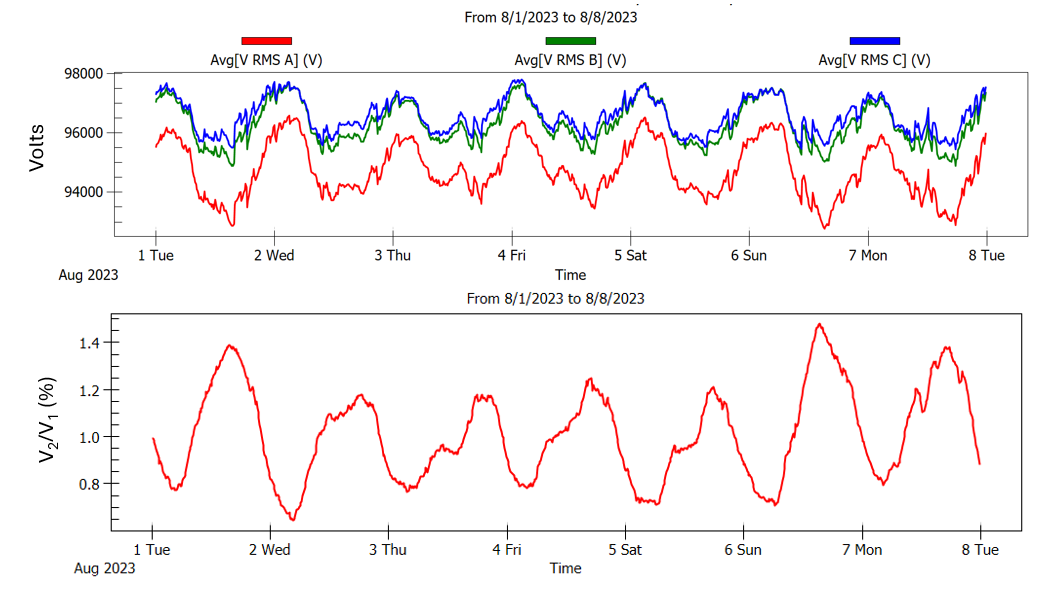 From 8/1/2023 to 8/8/2023
Avg[V RMS A] (V) Avg[V RMS B] (V) Avg[V RMS C] (V)
Volts
98000
96000
94000
1 Tue 2 Wed 3 Thu 4 Fri 5 Sat 6 Sun 7 Mon 8 Tue
Aug 2023 Time
From 8/1/2023 to 8/8/2023
V2/V1 (%)
1.4
1.2
1.0
0.8
1 Tue 2 Wed 3 Thu 4 Fri 5 Sat 6 Sun 7 Mon 8 Tue
Aug 2023 Time